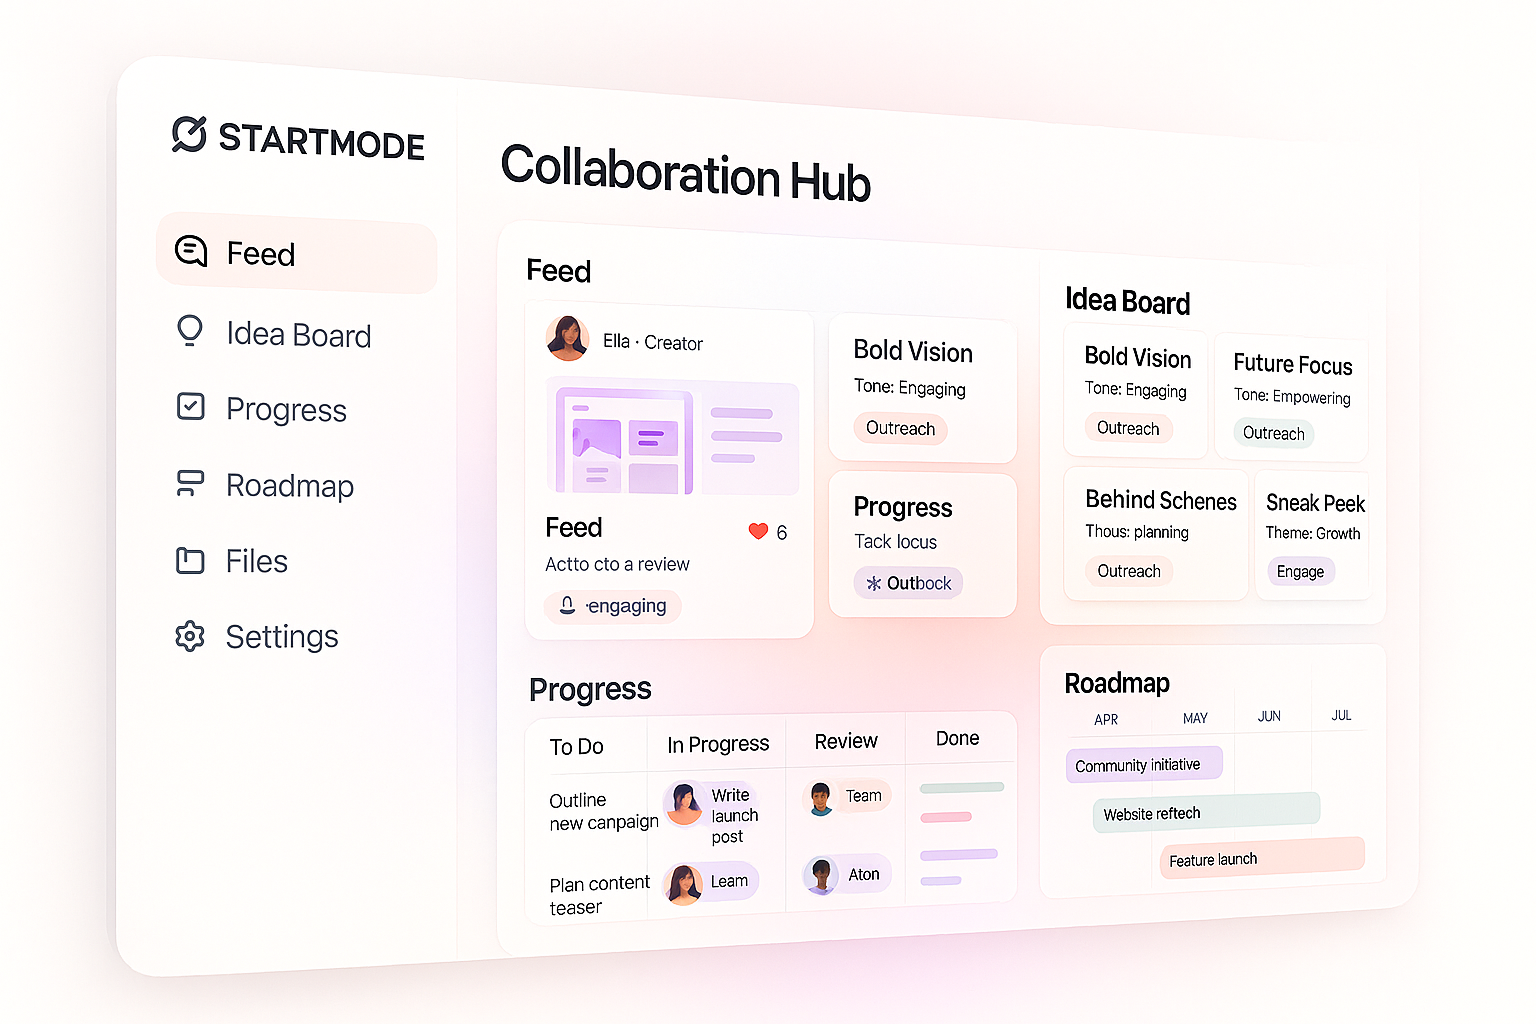 STARTMODE
Feed
Idea Board
Progress
Roadmap
Files
Settings
Collaboration Hub
Feed
Ella · Creator
Feed
6
Actto cto a review
·engaging
Bold Vision
Tone: Engaging
Outreach
Progress
Tack locus
Outbock
Idea Board
Bold Vision
Tone: Engaging
Outreach
Future Focus
Tone: Empowering
Outreach
Behind Schenes
Thous: planning
Outreach
Sneak Peek
Theme: Growth
Engage
Progress
To Do
In Progress
Review
Done
Outline
new canpaign
Write
launch
post
Team
Plan content
teaser
Leam
Aton
Roadmap
APR
MAY
JUN
JUL
Community initiative
Website reftech
Feature launch